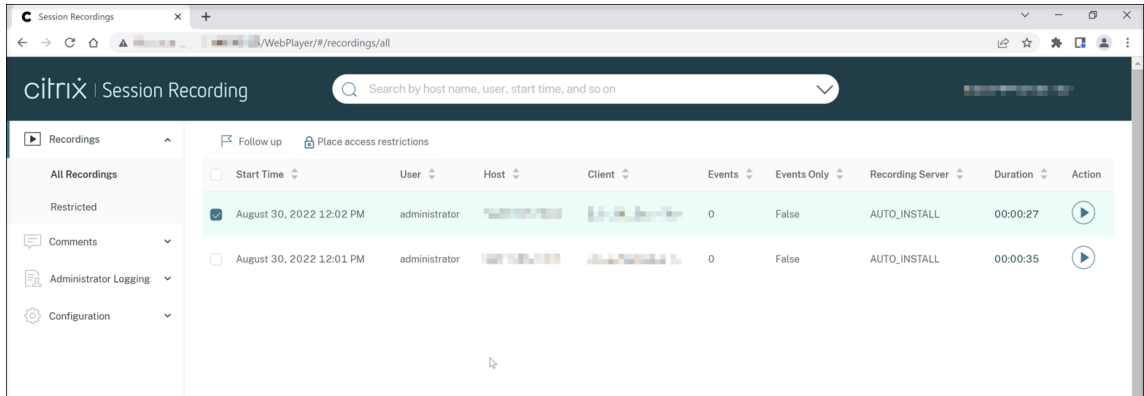 Session Recordings
/WebPlayer/#/recordings/all
citrix | Session Recording
Search by host name, user, start time, and so on
Recordings
Follow up Place access restrictions
All Recordings
Start Time User Host Client Events Events Only Recording Server Duration Action
Restricted
August 30, 2022 12:02 PM administrator 0 False AUTO_INSTALL 00:00:27
Comments
August 30, 2022 12:01 PM administrator 0 False AUTO_INSTALL 00:00:35
Administrator Logging
Configuration